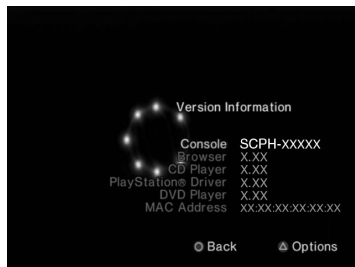 Version Information
Console SCPH-XXXXX
Browser X.XX
CD Player X.XX
PlayStation® Driver X.XX
DVD Player X.XX
MAC Address XX:XX:XX:XX:XX:XX
Back Options